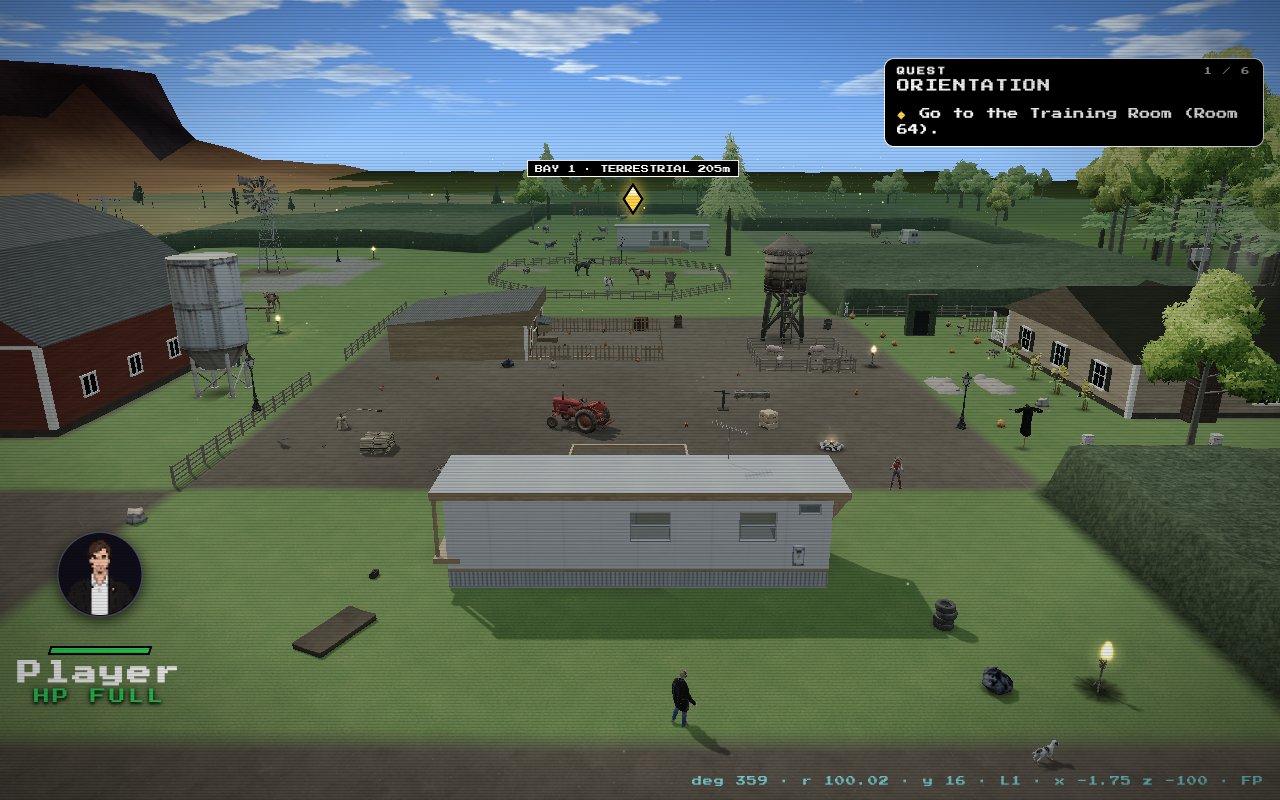 QUEST 1 / 6
ORIENTATION
◆ Go to the Training Room (Room
64).
BAY 1 · TERRESTRIAL 205m
Player
HP FULL
deg 359 · r 100.02 · y 16 · L1 · x -1.75 z -100 · FP